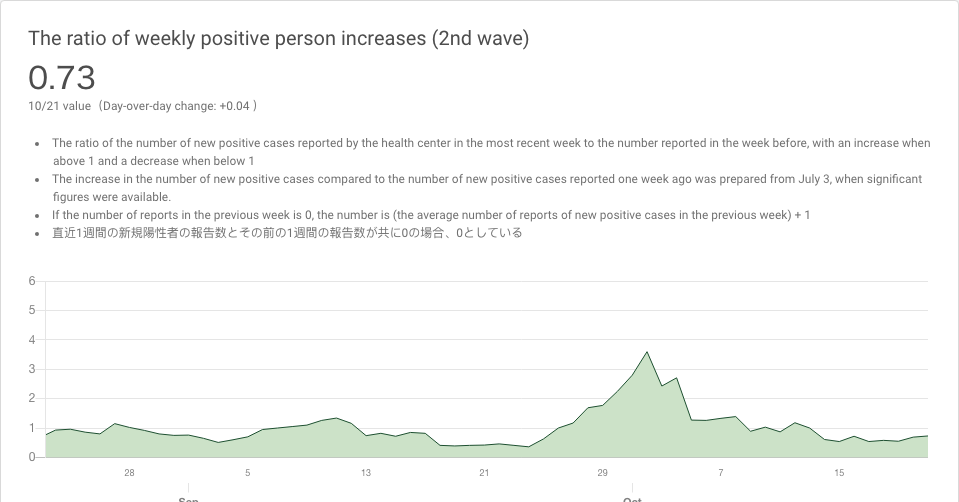 The ratio of weekly positive person increases (2nd wave)
0.73
10/21 value（Day-over-day change: +0.04 ）
• The ratio of the number of new positive cases reported by the health center in the most recent week to the number reported in the week before, with an increase when
above 1 and a decrease when below 1
• The increase in the number of new positive cases compared to the number of new positive cases reported one week ago was prepared from July 3, when significant
figures were available.
• If the number of reports in the previous week is 0, the number is (the average number of reports of new positive cases in the previous week) + 1
• 直近1週間の新規陽性者の報告数とその前の1週間の報告数が共に0の場合、0としている
6
5
4
3
2
1
0
28 5 13 21 29 7 15
Sep Oct